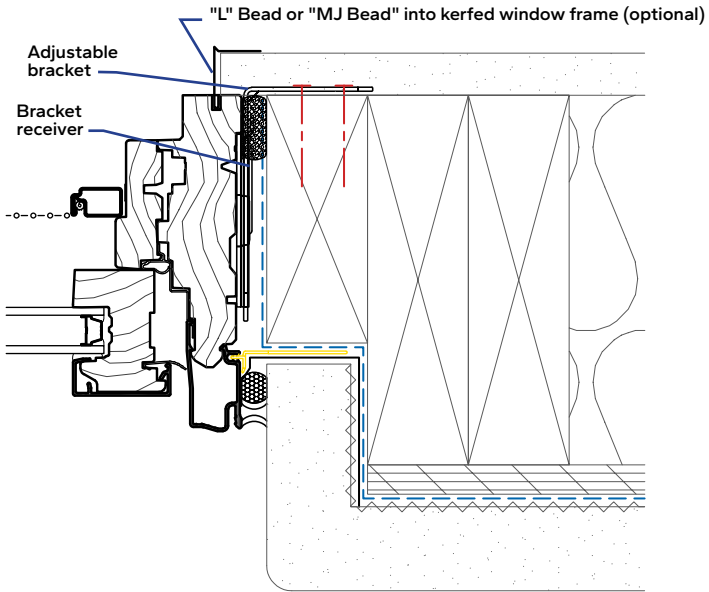 "L" Bead or "MJ Bead" into kerfed window frame (optional)
Adjustable
bracket
Bracket
receiver